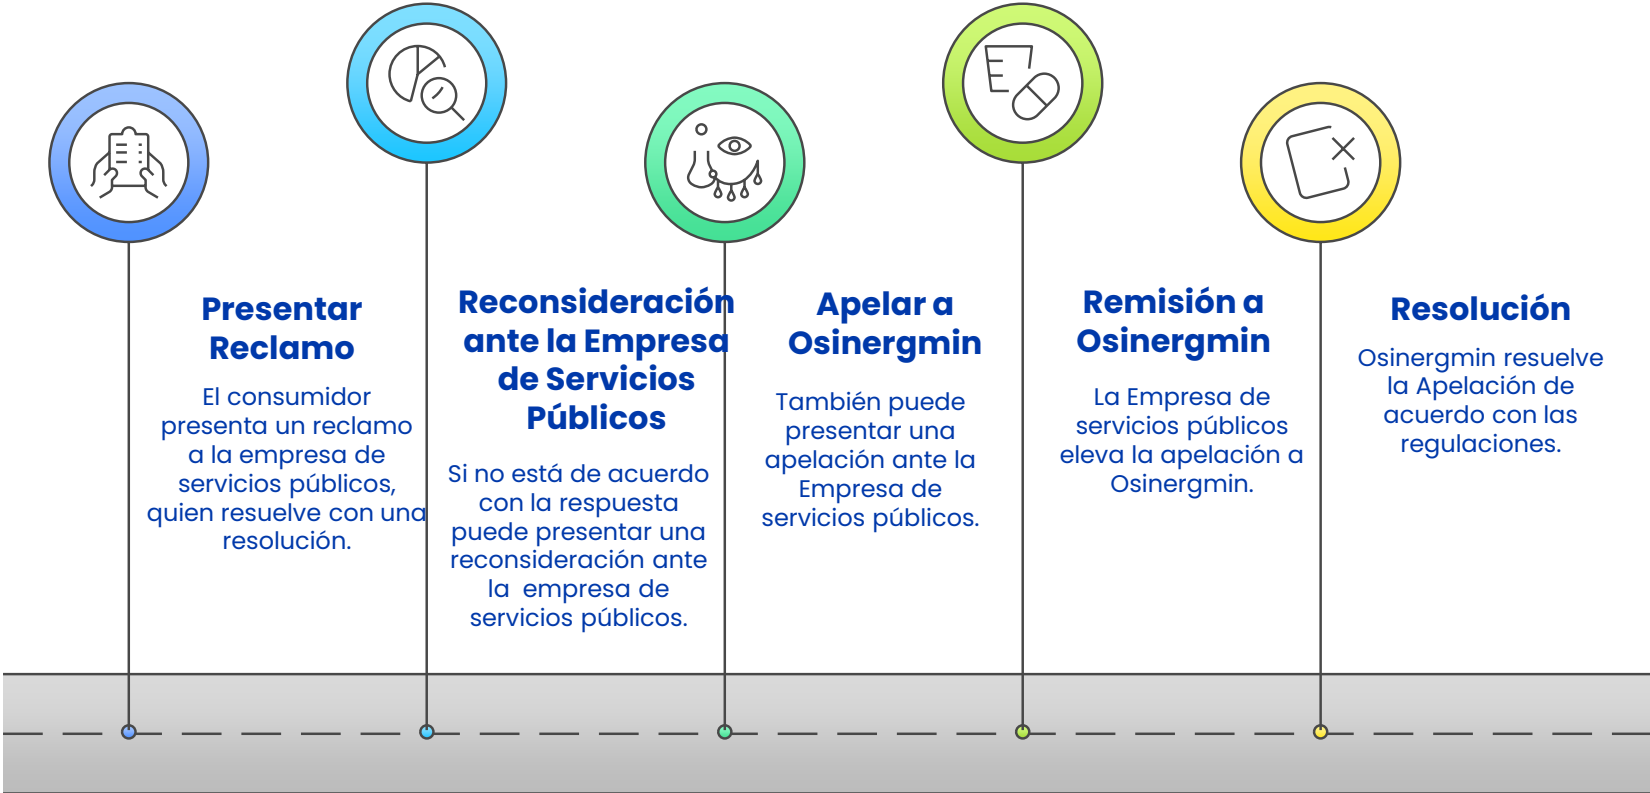 Presentar
Reclamo
El consumidor
presenta un reclamo
a la empresa de
servicios públicos,
quien resuelve con una
resolución.
Reconsideración
ante la Empresa
de Servicios
Públicos
Si no está de acuerdo
con la respuesta
puede presentar una
reconsideración ante
la empresa de
servicios públicos.
Apelar a
Osinergmin
También puede
presentar una
apelación ante la
Empresa de
servicios públicos.
Remisión a
Osinergmin
La Empresa de
servicios públicos
eleva la apelación a
Osinergmin.
Resolución
Osinergmin resuelve
la Apelación de
acuerdo con las
regulaciones.